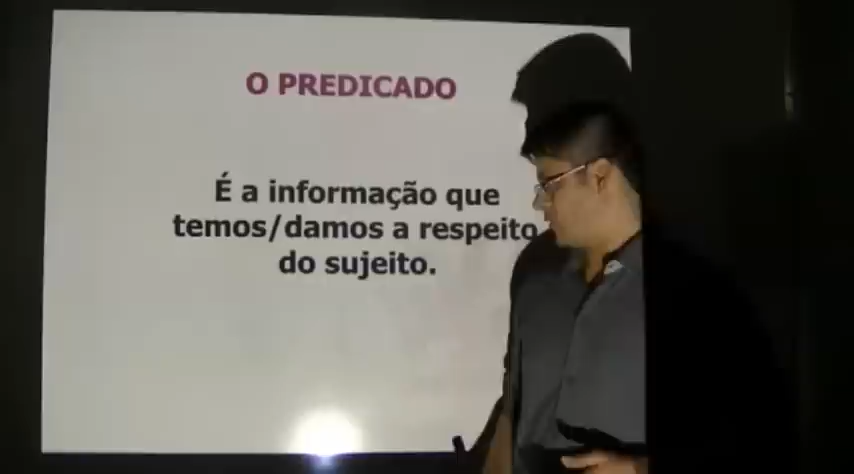 O PREDICADO
É a informação que
temos/damos a respeito
do sujeito.